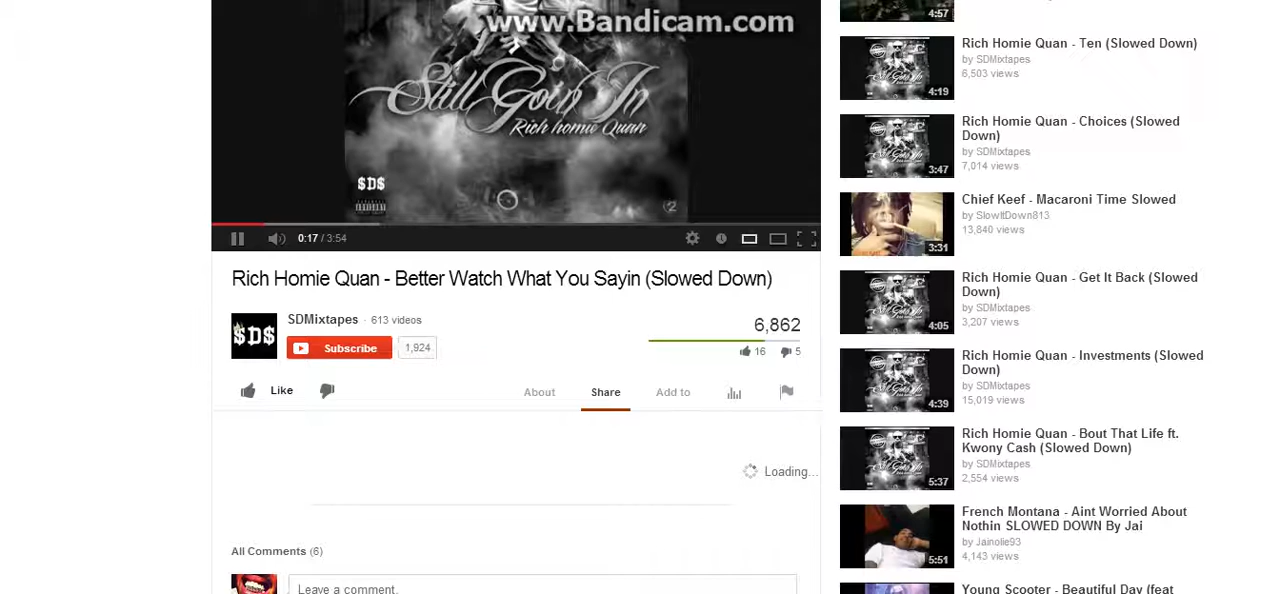 www.Bandicam.com
Still Goin In
Rich homie Quan
$D$
0:17 / 3:54
Rich Homie Quan - Better Watch What You Sayin (Slowed Down)
$D$
SDMixtapes · 613 videos
Subscribe
1,924
6,862
16
5
Like
About
Share
Add to
Loading...
All Comments (6)
Leave a comment.
4:57
Rich Homie Quan - Ten (Slowed Down)
by SDMixtapes
6,503 views
4:19
Rich Homie Quan - Choices (Slowed
Down)
by SDMixtapes
7,014 views
3:47
Chief Keef - Macaroni Time Slowed
by SlowItDown813
13,840 views
3:31
Rich Homie Quan - Get It Back (Slowed
Down)
by SDMixtapes
3,207 views
4:05
Rich Homie Quan - Investments (Slowed
Down)
by SDMixtapes
15,019 views
4:39
Rich Homie Quan - Bout That Life ft.
Kwony Cash (Slowed Down)
by SDMixtapes
2,554 views
5:37
French Montana - Aint Worried About
Nothin SLOWED DOWN By Jai
by Jainolie93
4,143 views
5:51
Young Scooter - Beautiful Day (feat